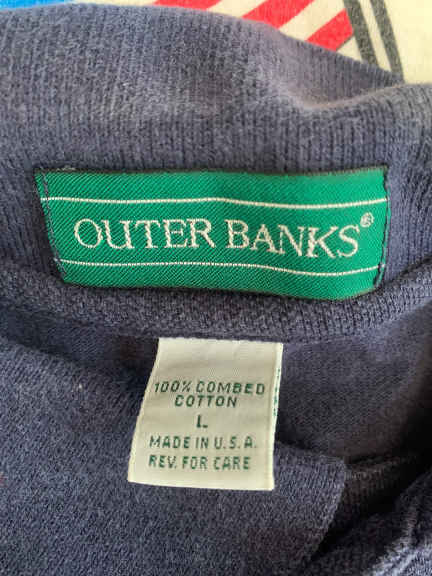 OUTER BANKS®
100% COMBED
COTTON
L
MADE IN U.S.A.
REV. FOR CARE